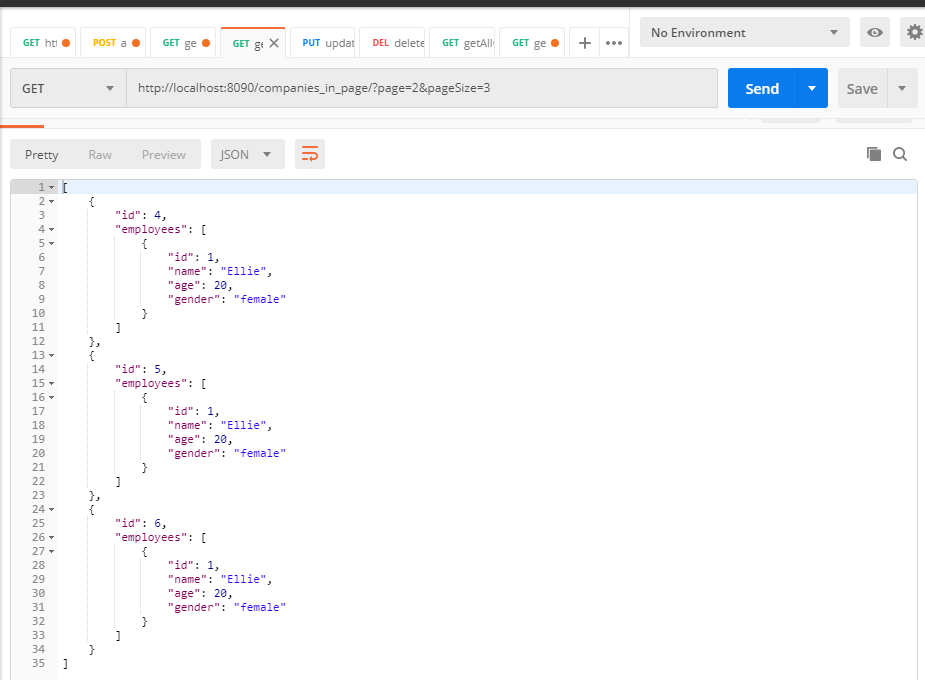 GET htt POST a GET ge GET ge PUT updat DEL delete GET getAll GET ge No Environment
GET http://localhost:8090/companies_in_page/?page=2&pageSize=3 Send Save
Pretty Raw Preview JSON
1 [
2 {
3 "id": 4,
4 "employees": [
5 {
6 "id": 1,
7 "name": "Ellie",
8 "age": 20,
9 "gender": "female"
10 }
11 ]
12 },
13 {
14 "id": 5,
15 "employees": [
16 {
17 "id": 1,
18 "name": "Ellie",
19 "age": 20,
20 "gender": "female"
21 }
22 ]
23 },
24 {
25 "id": 6,
26 "employees": [
27 {
28 "id": 1,
29 "name": "Ellie",
30 "age": 20,
31 "gender": "female"
32 }
33 ]
34 }
35 ]